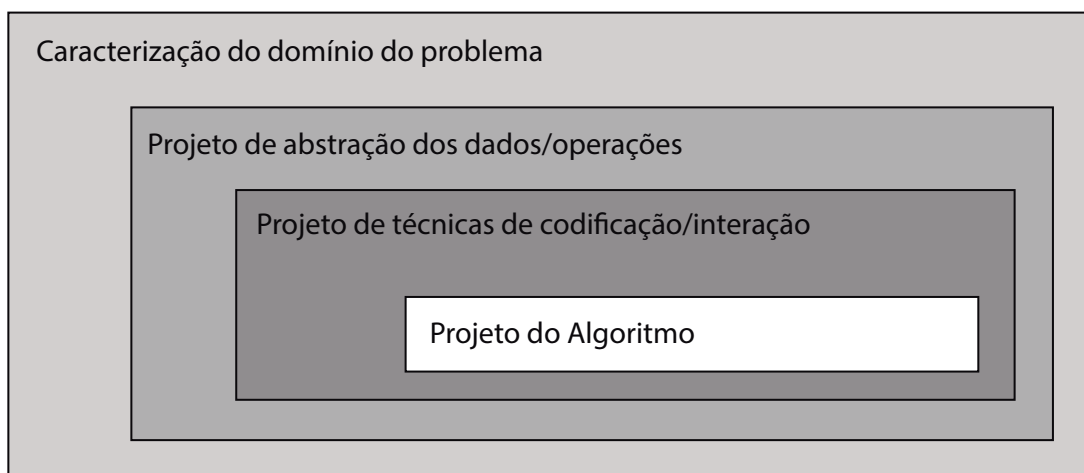 Caracterização do domínio do problema
Projeto de abstração dos dados/operações
Projeto de técnicas de codificação/interação
Projeto do Algoritmo